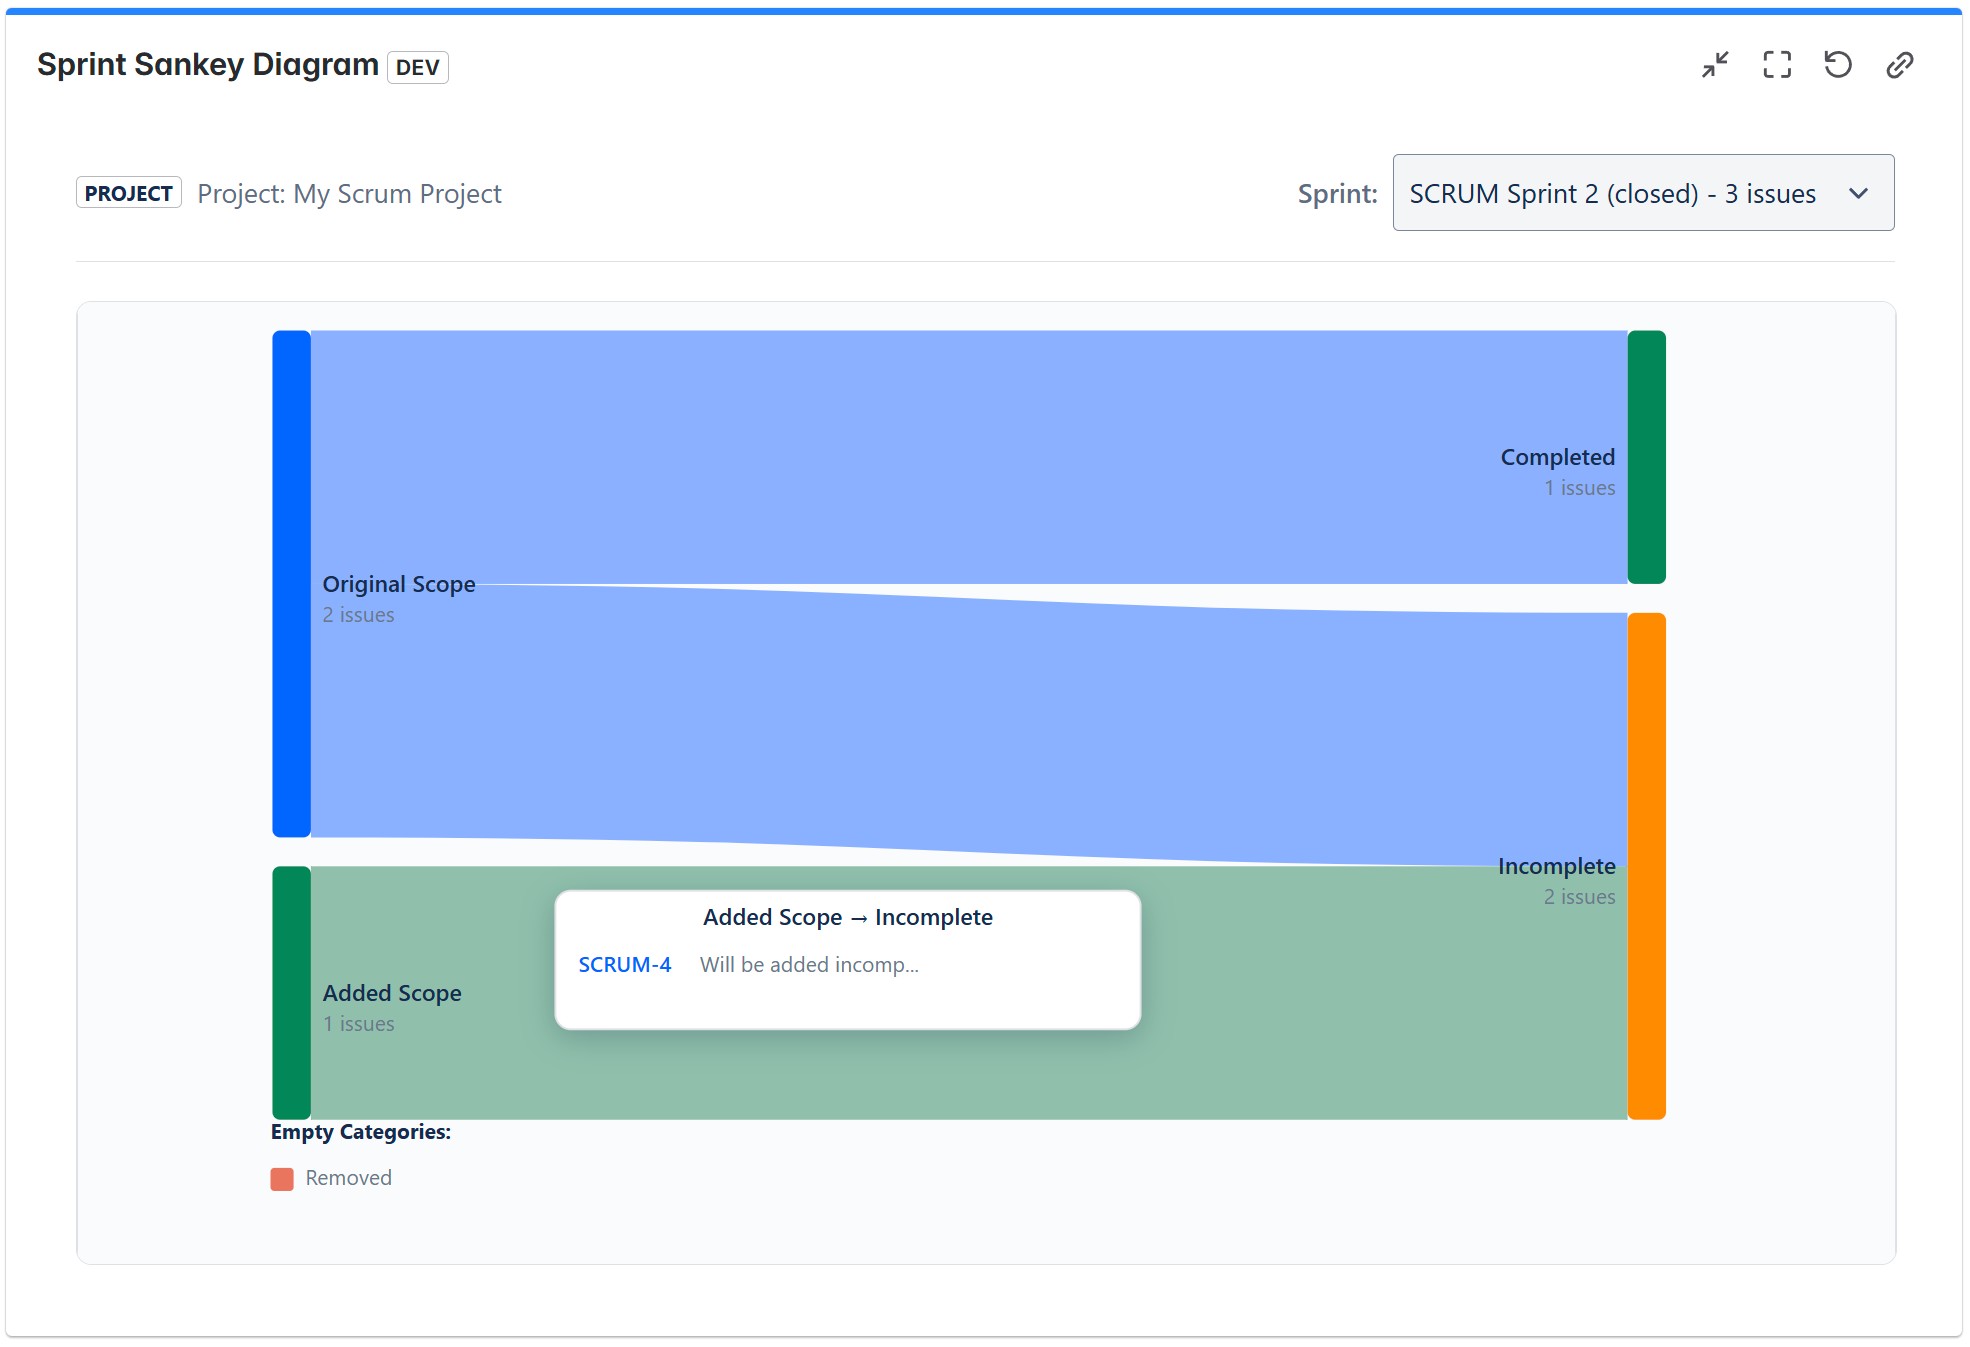 Sprint Sankey Diagram DEV
PROJECT Project: My Scrum Project
Sprint: SCRUM Sprint 2 (closed) - 3 issues
Completed
1 issues
Original Scope
2 issues
Incomplete
2 issues
Added Scope → Incomplete
SCRUM-4 Will be added incomp...
Added Scope
1 issues
Empty Categories:
Removed